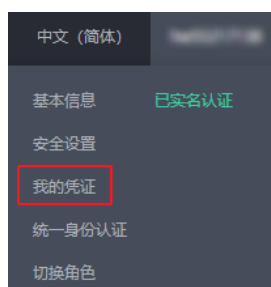 中文（简体）
基本信息 已实名认证
安全设置
我的凭证
统一身份认证
切换角色